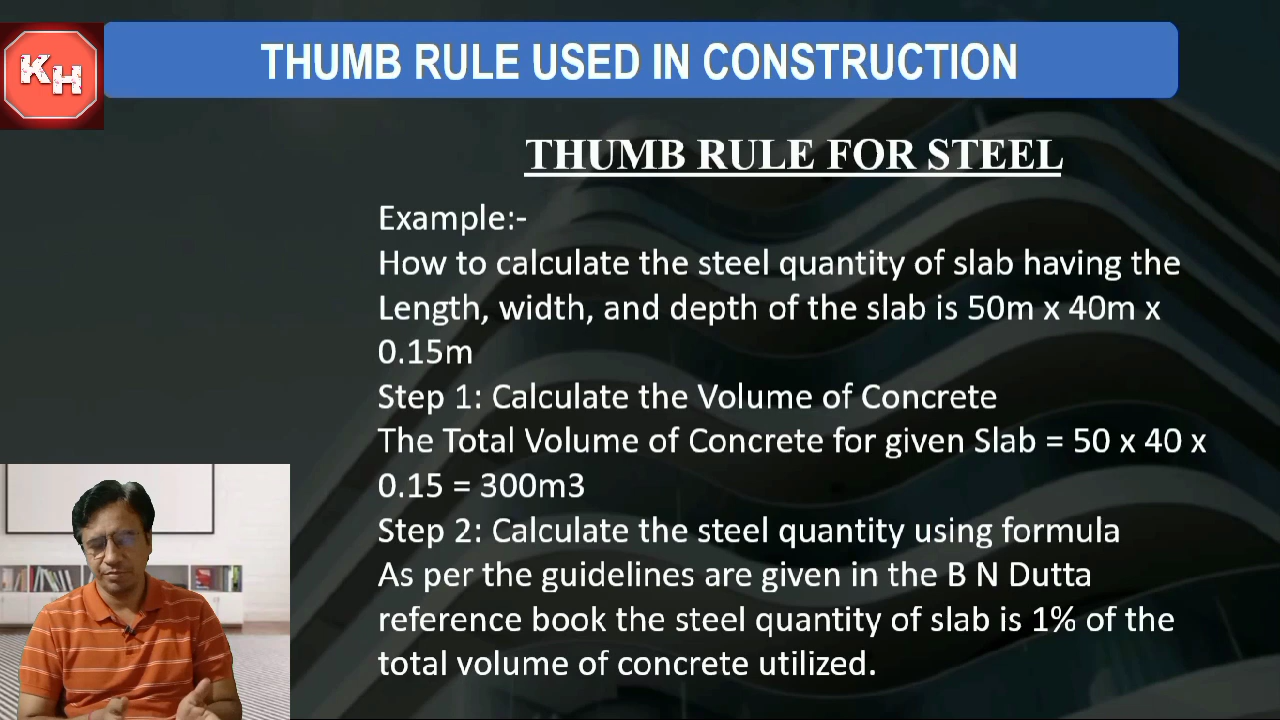 KH
THUMB RULE USED IN CONSTRUCTION
THUMB RULE FOR STEEL
Example:-
How to calculate the steel quantity of slab having the
Length, width, and depth of the slab is 50m x 40m x
0.15m
Step 1: Calculate the Volume of Concrete
The Total Volume of Concrete for given Slab = 50 x 40 x
0.15 = 300m3
Step 2: Calculate the steel quantity using formula
As per the guidelines are given in the B N Dutta
reference book the steel quantity of slab is 1% of the
total volume of concrete utilized.